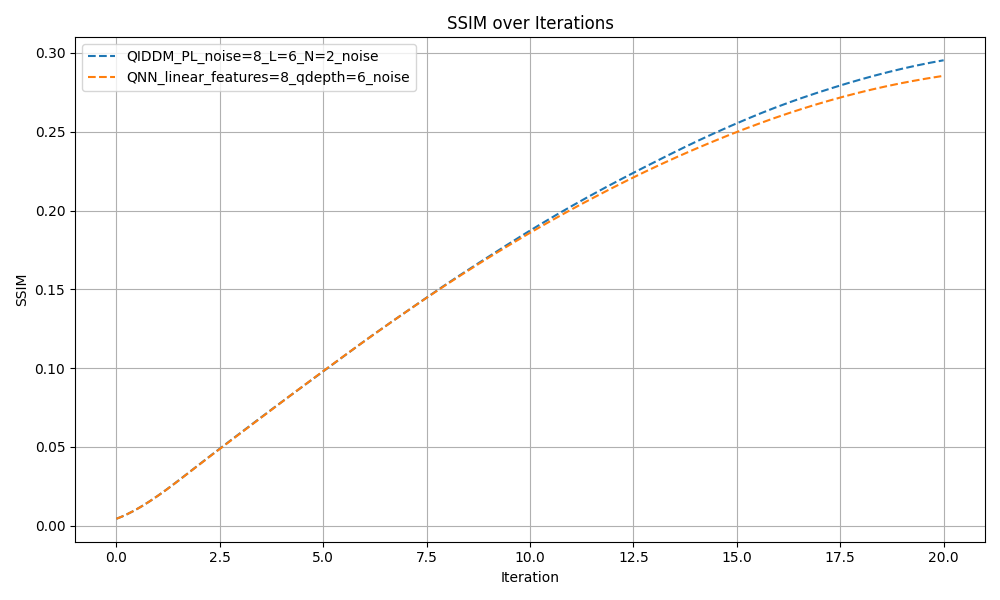 SSIM over Iterations
QIDDM_PL_noise=8_L=6_N=2_noise
QNN_linear_features=8_qdepth=6_noise
SSIM
0.30
0.25
0.20
0.15
0.10
0.05
0.00
0.0 2.5 5.0 7.5 10.0 12.5 15.0 17.5 20.0
Iteration